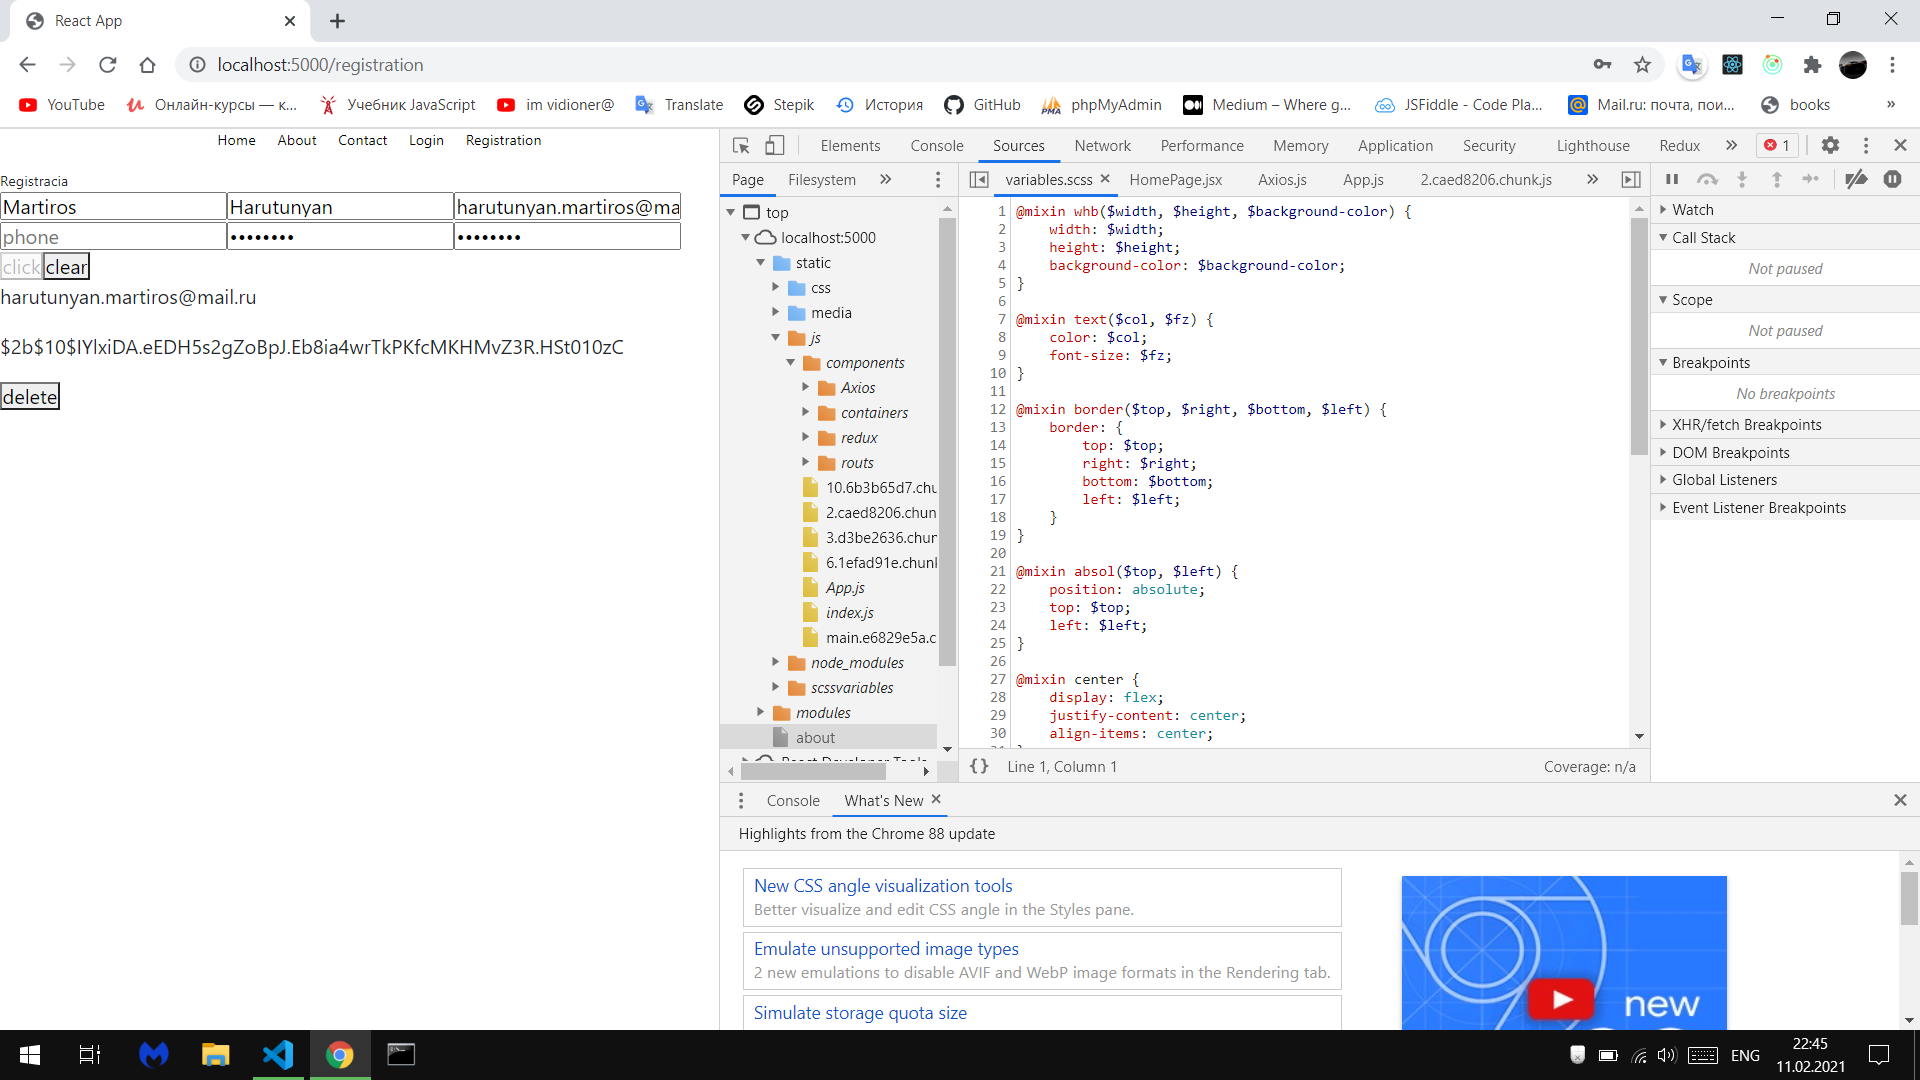 React App
localhost:5000/registration
YouTube
Онлайн-курсы — к...
Учебник JavaScript
im vidioner@
Translate
Stepik
История
GitHub
phpMyAdmin
Medium – Where g...
JSFiddle - Code Pla...
Mail.ru: почта, пои...
books
»
Home About Contact Login Registration
Registracia
Martiros
Harutunyan
harutunyan.martiros@ma
phone
••••••••
••••••••
click
clear
harutunyan.martiros@mail.ru
$2b$10$IYlxiDA.eEDH5s2gZoBpJ.Eb8ia4wrTkPKfcMKHMvZ3R.HSt010zC
delete
Elements Console Sources Network Performance Memory Application Security Lighthouse Redux » 1
Page Filesystem »
top
localhost:5000
static
css
media
js
components
Axios
containers
redux
routs
10.6b3b65d7.chu
2.caed8206.chun
3.d3be2636.chun
6.1efad91e.chunl
App.js
index.js
main.e6829e5a.c
node_modules
scssvariables
modules
about
React Developer Tools
variables.scss HomePage.jsx Axios.js App.js 2.caed8206.chunk.js »
1 @mixin whb($width, $height, $background-color) {
2 width: $width;
3 height: $height;
4 background-color: $background-color;
5 }
6
7 @mixin text($col, $fz) {
8 color: $col;
9 font-size: $fz;
10 }
11
12 @mixin border($top, $right, $bottom, $left) {
13 border: {
14 top: $top;
15 right: $right;
16 bottom: $bottom;
17 left: $left;
18 }
19 }
20
21 @mixin absol($top, $left) {
22 position: absolute;
23 top: $top;
24 left: $left;
25 }
26
27 @mixin center {
28 display: flex;
29 justify-content: center;
30 align-items: center;
31 }
{} Line 1, Column 1
Coverage: n/a
Watch
Call Stack
Not paused
Scope
Not paused
Breakpoints
No breakpoints
XHR/fetch Breakpoints
DOM Breakpoints
Global Listeners
Event Listener Breakpoints
Console What's New
Highlights from the Chrome 88 update
New CSS angle visualization tools
Better visualize and edit CSS angle in the Styles pane.
Emulate unsupported image types
2 new emulations to disable AVIF and WebP image formats in the Rendering tab.
Simulate storage quota size
new
ENG
22:45
11.02.2021